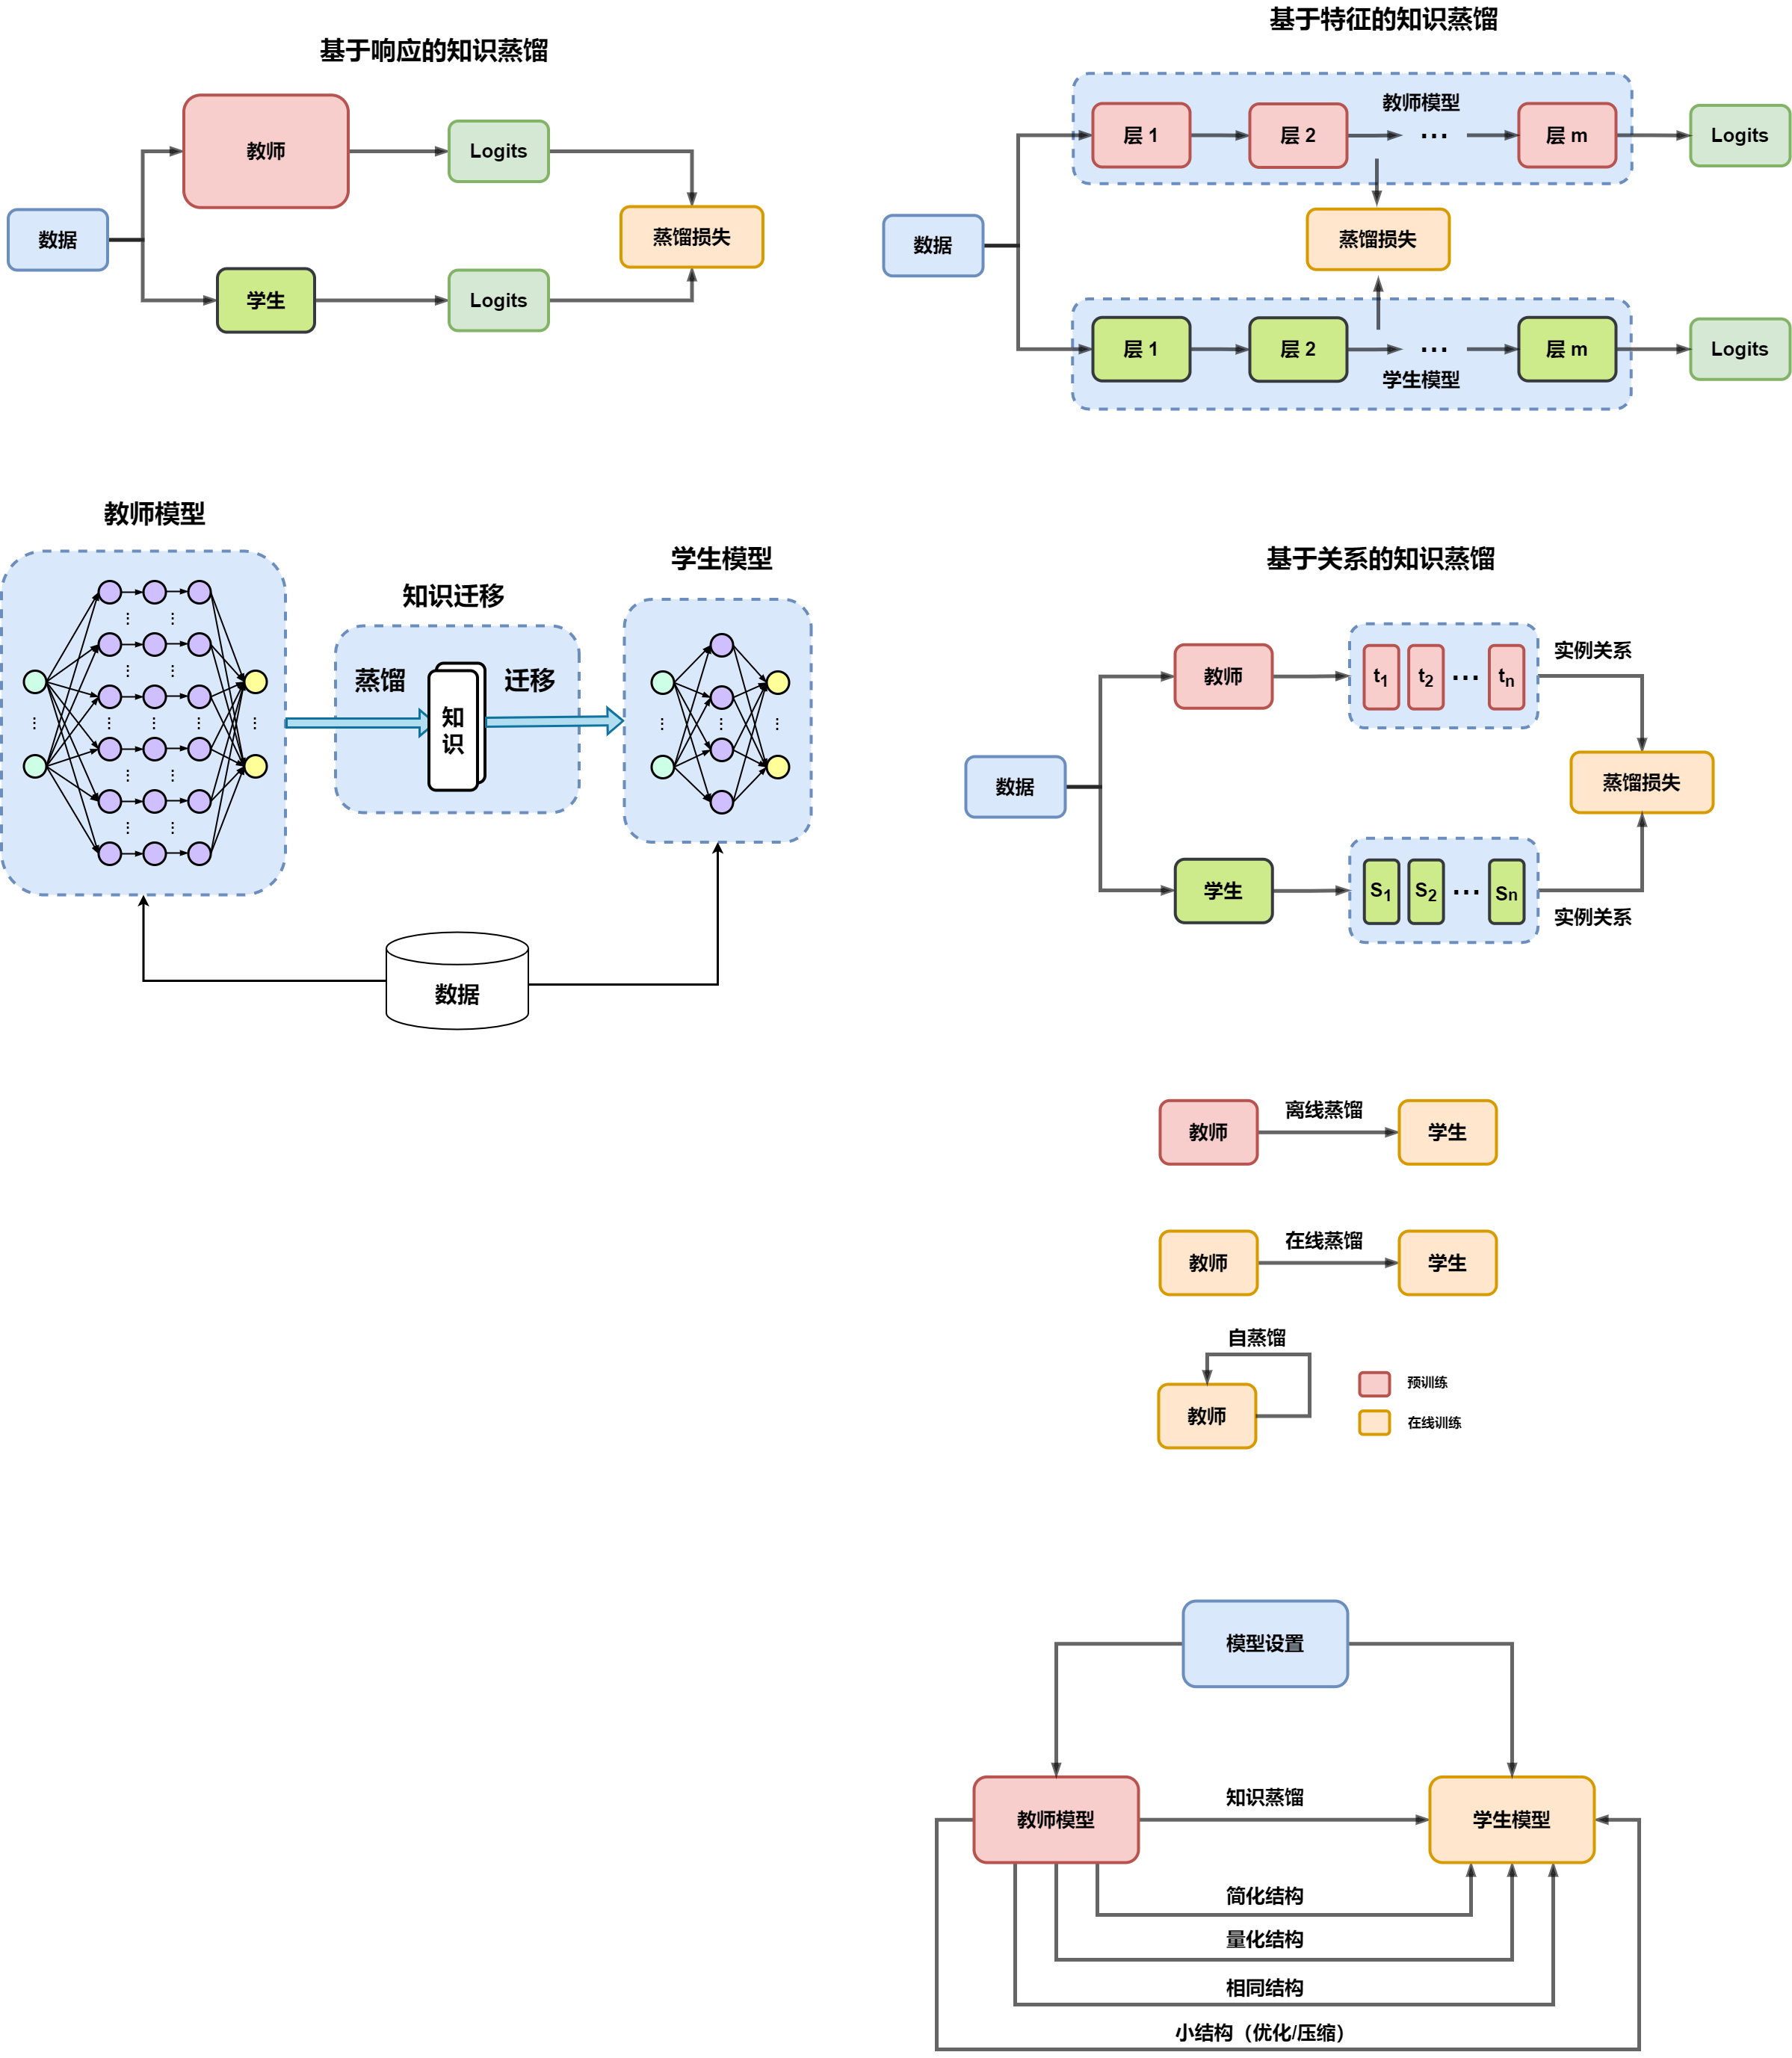 基于响应的知识蒸馏
教师
Logits
数据
蒸馏损失
学生
Logits
基于特征的知识蒸馏
教师模型
层 1
层 2
...
层 m
Logits
数据
蒸馏损失
层 1
层 2
...
层 m
Logits
学生模型
教师模型
知识迁移
学生模型
蒸馏
迁移
知
识
数据
基于关系的知识蒸馏
实例关系
教师
t1
t2
...
tn
数据
蒸馏损失
学生
S1
S2
...
Sn
实例关系
教师
离线蒸馏
学生
教师
在线蒸馏
学生
自蒸馏
教师
预训练
在线训练
模型设置
教师模型
知识蒸馏
学生模型
简化结构
量化结构
相同结构
小结构（优化/压缩）